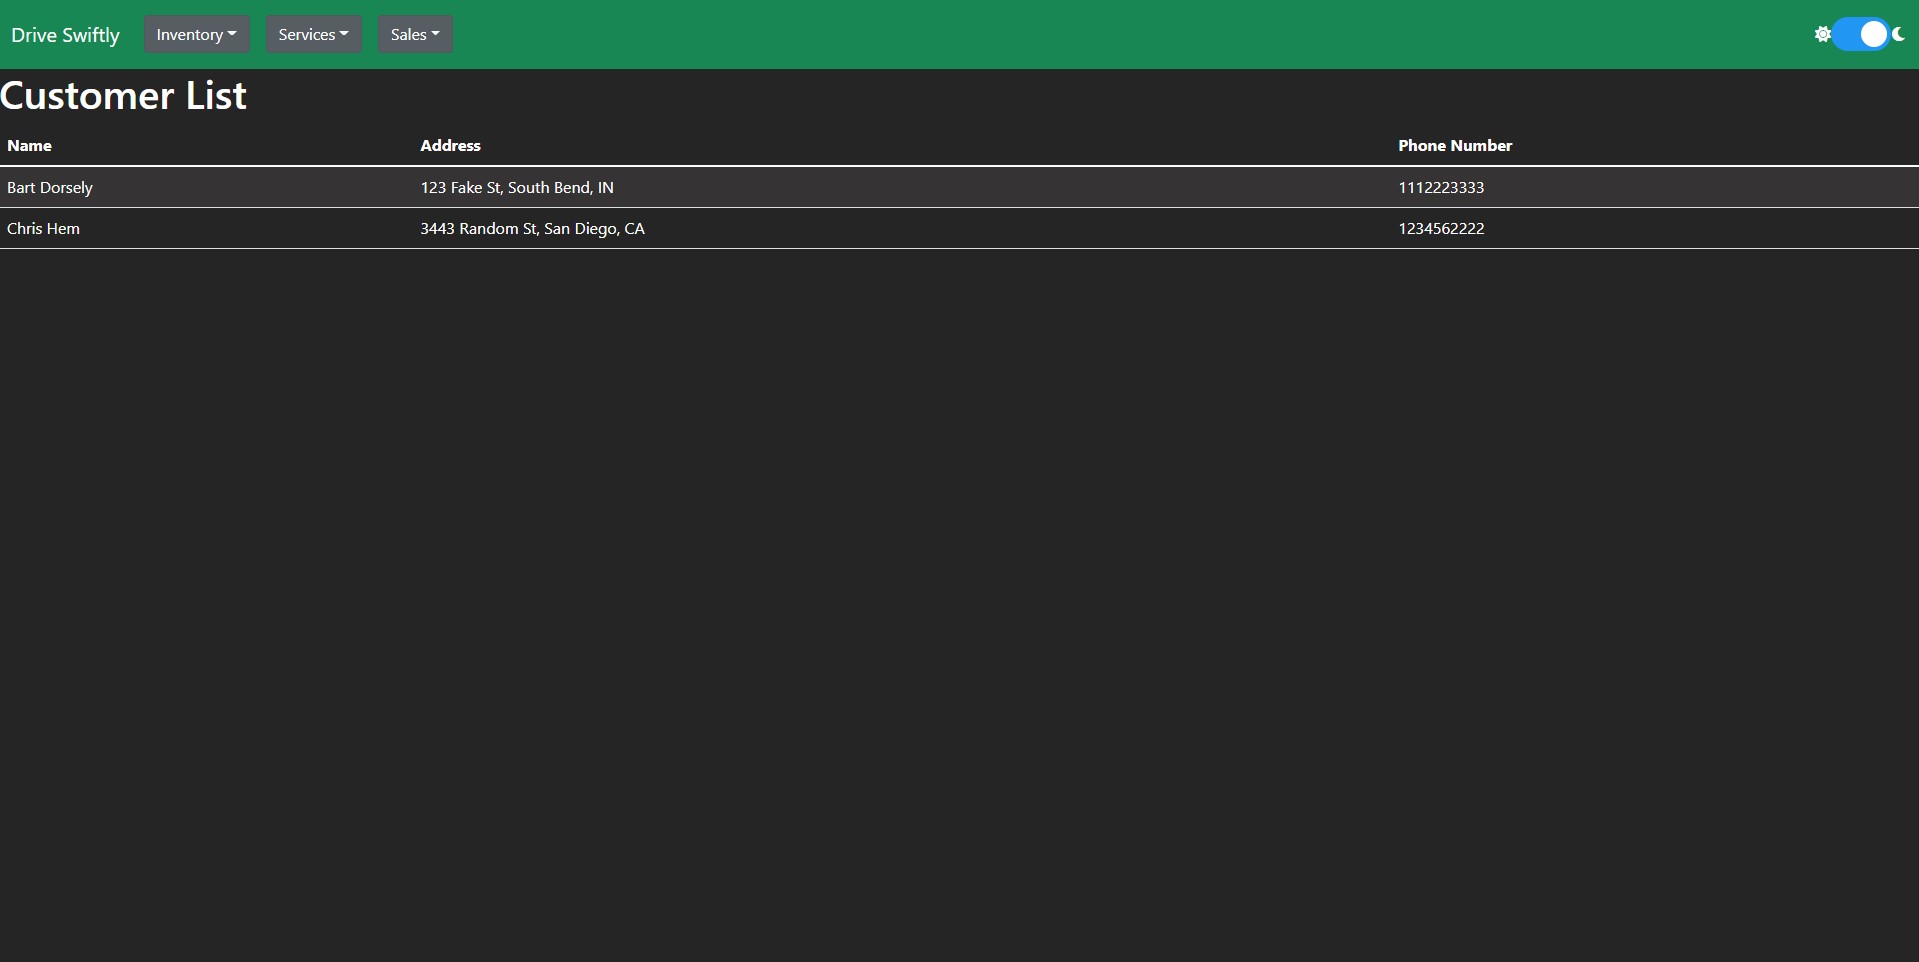 Drive Swiftly Inventory Services Sales
Customer List
Name Address Phone Number
Bart Dorsely 123 Fake St, South Bend, IN 1112223333
Chris Hem 3443 Random St, San Diego, CA 1234562222